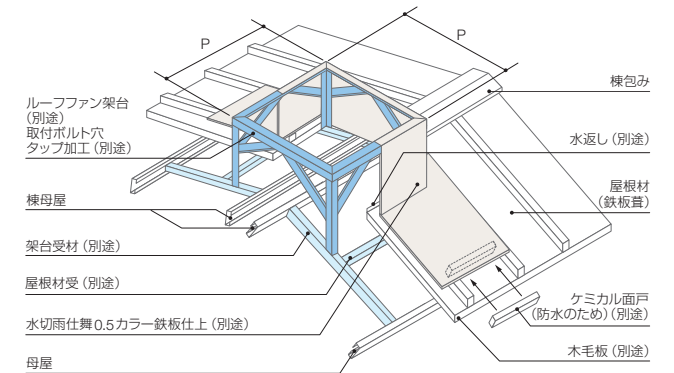 P
P
ルーフファン架台
(別途)
取付ボルト穴
タップ加工(別途)
棟母屋
架台受材(別途)
屋根材受(別途)
水切雨仕舞0.5カラー鉄板仕上(別途)
母屋
棟包み
水返し(別途)
屋根材
(鉄板葺)
ケミカル面戸
(防水のため)(別途)
木毛板(別途)